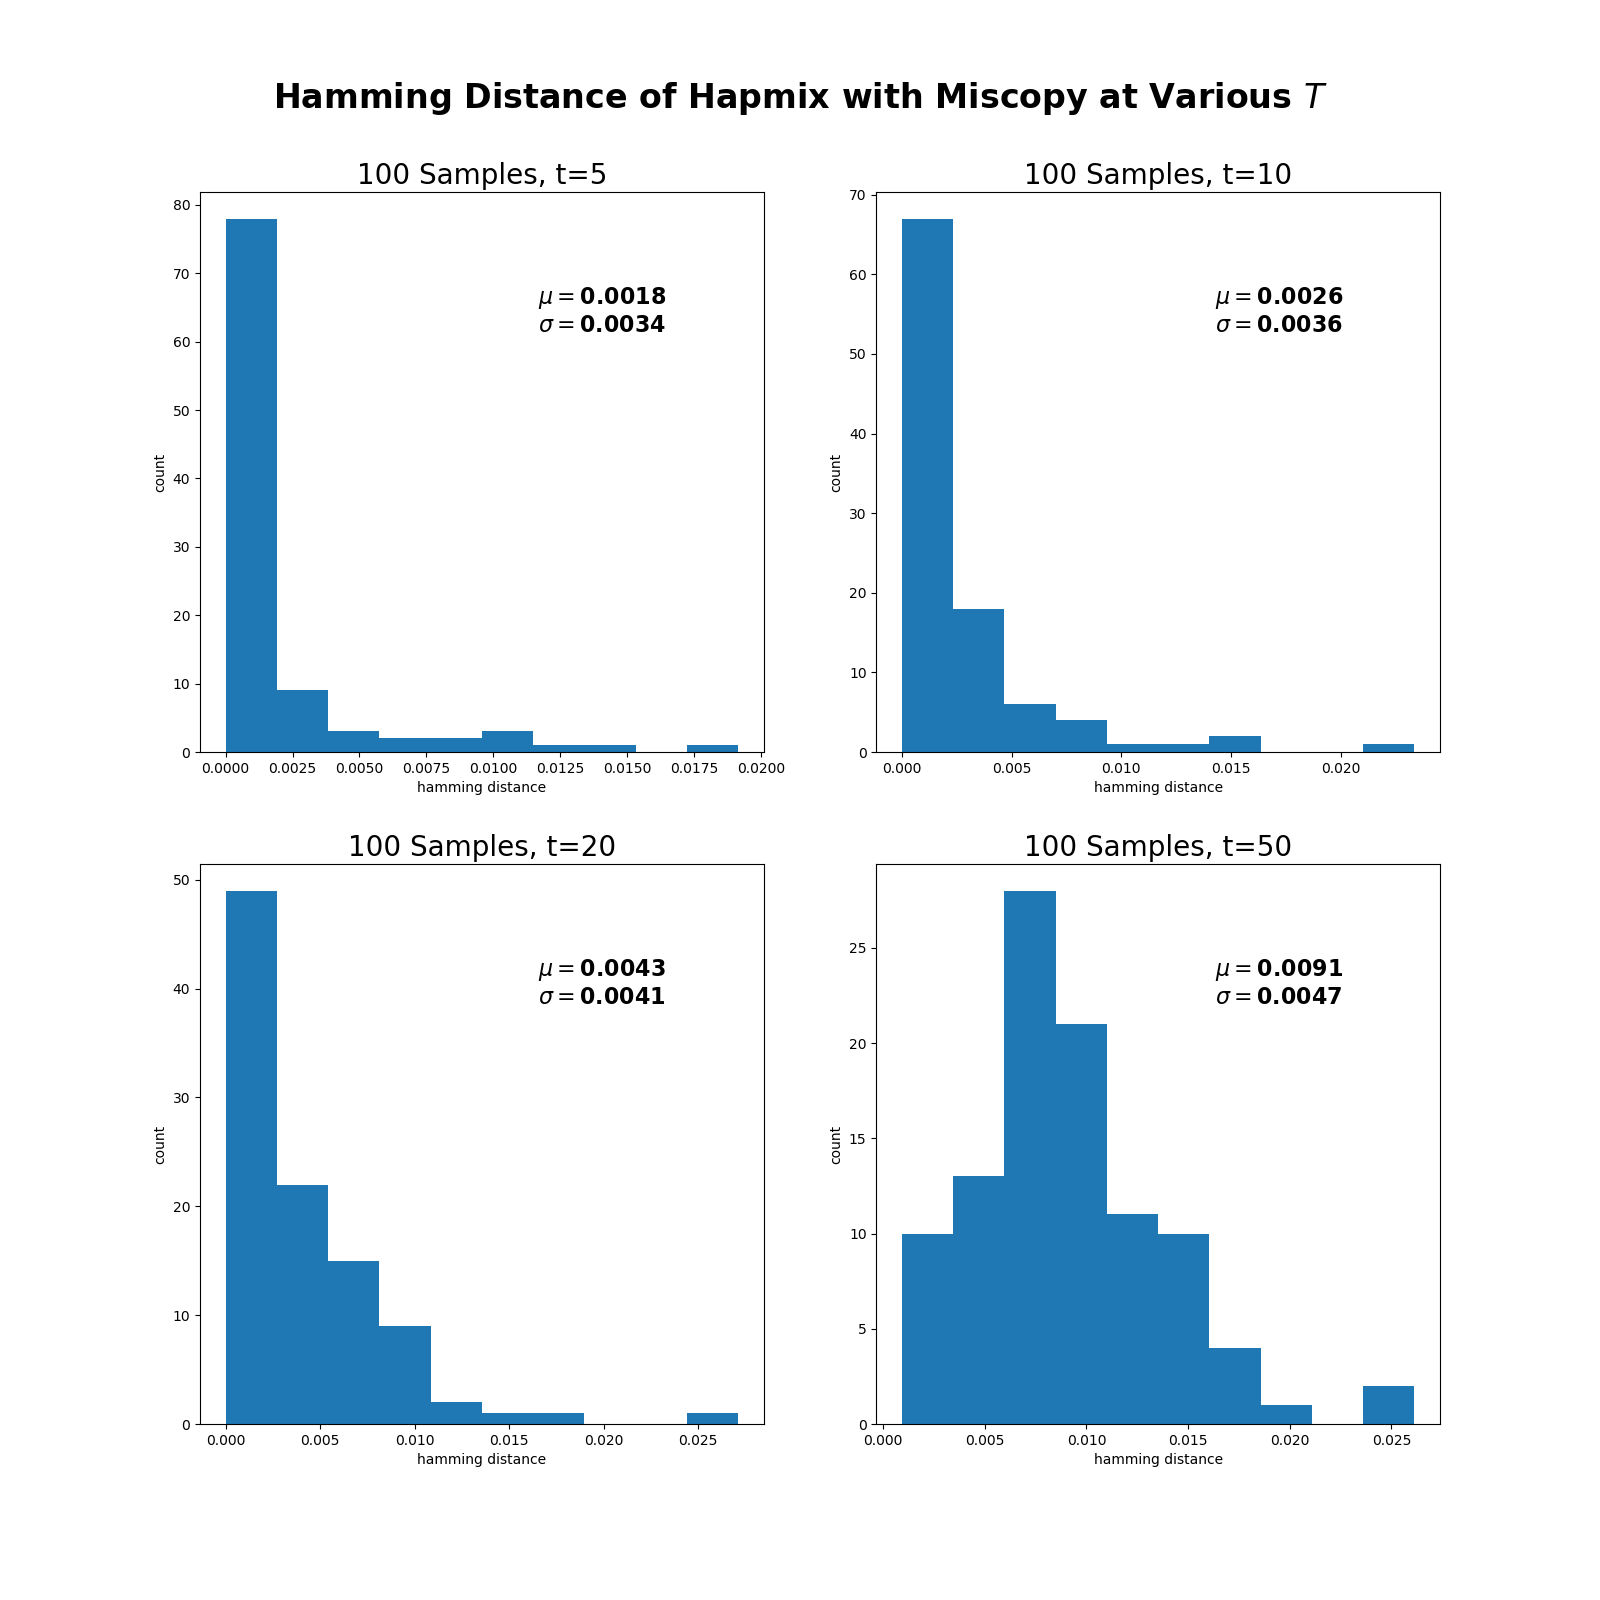 Hamming Distance of Hapmix with Miscopy at Various T
100 Samples, t=5
80
70
60
50
40
30
20
10
0
count
μ = 0.0018
σ = 0.0034
0.0000 0.0025 0.0050 0.0075 0.0100 0.0125 0.0150 0.0175 0.0200
hamming distance
100 Samples, t=10
70
60
50
40
30
20
10
0
count
μ = 0.0026
σ = 0.0036
0.000 0.005 0.010 0.015 0.020
hamming distance
100 Samples, t=20
50
40
30
20
10
0
count
μ = 0.0043
σ = 0.0041
0.000 0.005 0.010 0.015 0.020 0.025
hamming distance
100 Samples, t=50
25
20
15
10
5
0
count
μ = 0.0091
σ = 0.0047
0.000 0.005 0.010 0.015 0.020 0.025
hamming distance